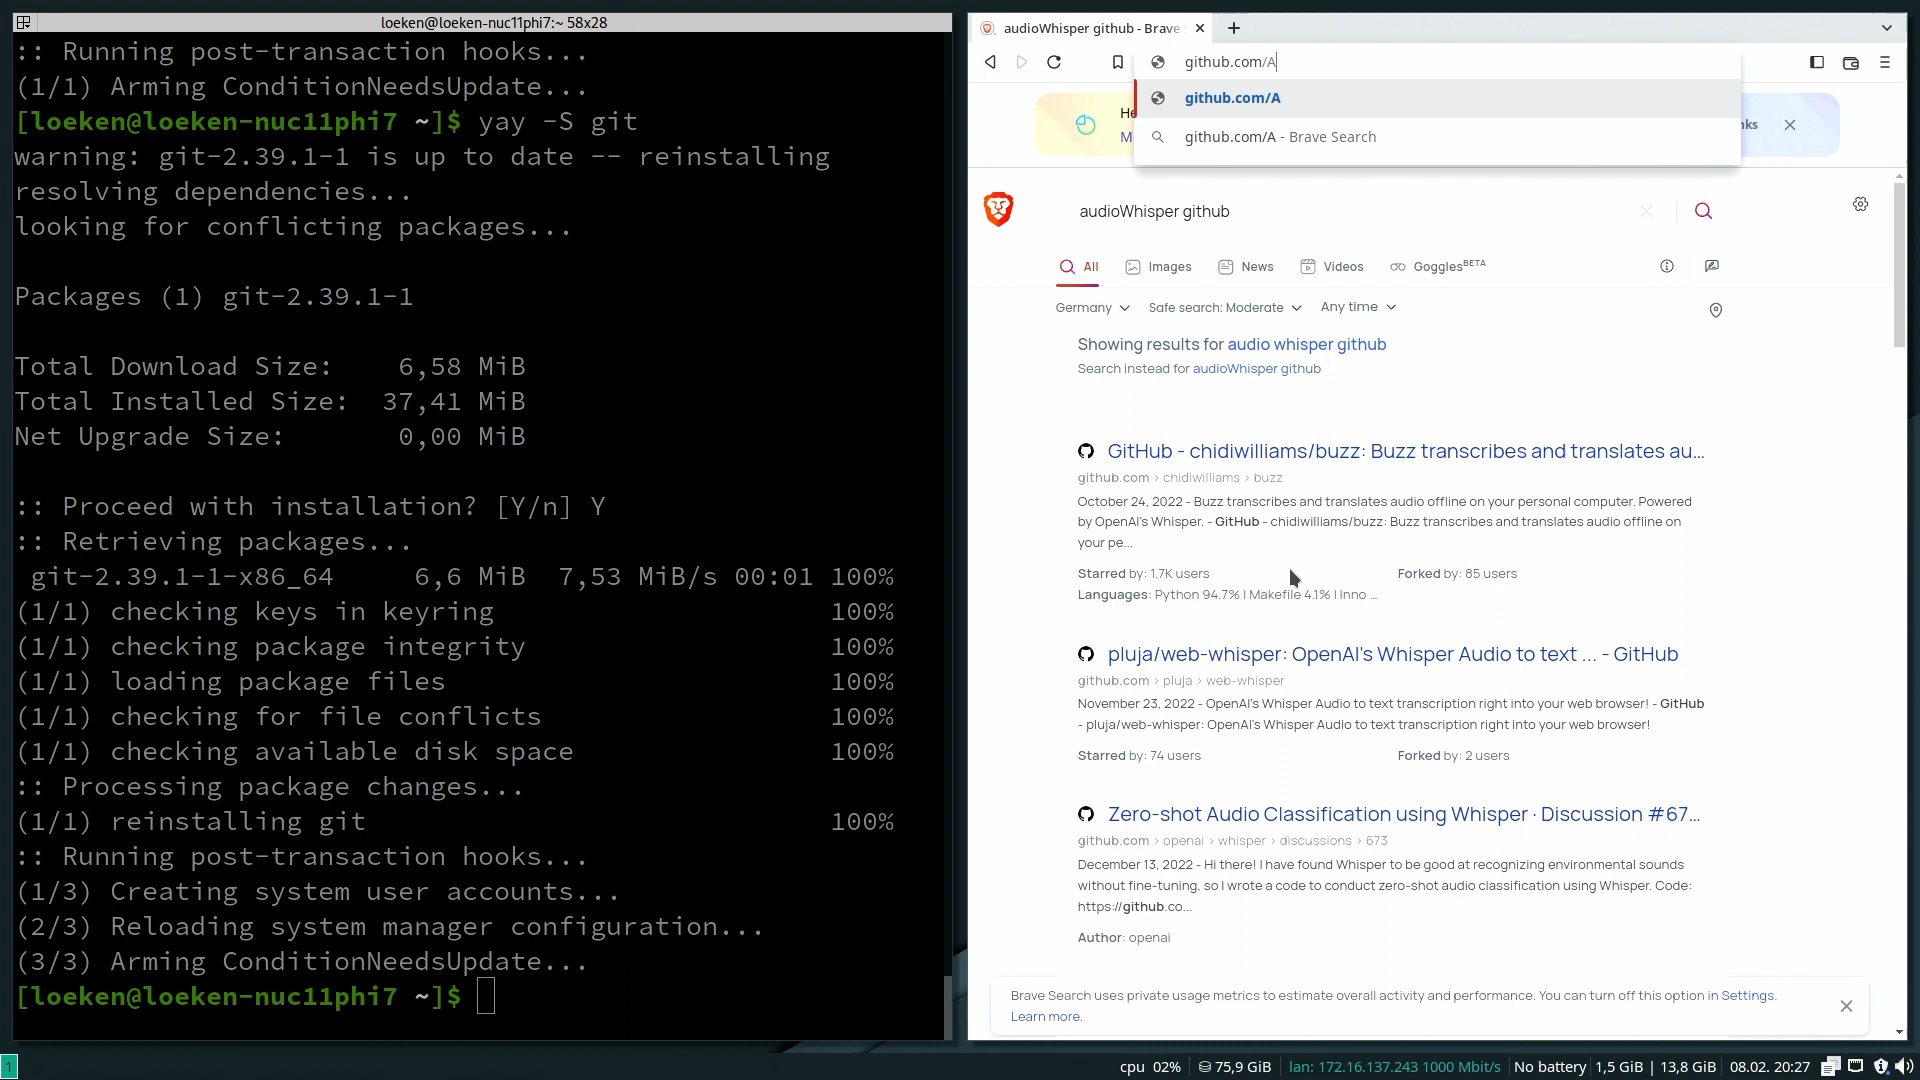 loeken@loeken-nuc11phi7:~ 58x28
:: Running post-transaction hooks...
(1/1) Arming ConditionNeedsUpdate...
[loeken@loeken-nuc11phi7 ~]$ yay -S git
warning: git-2.39.1-1 is up to date -- reinstalling
resolving dependencies...
looking for conflicting packages...
Packages (1) git-2.39.1-1
Total Download Size:    6,58 MiB
Total Installed Size:  37,41 MiB
Net Upgrade Size:       0,00 MiB
:: Proceed with installation? [Y/n] Y
:: Retrieving packages...
git-2.39.1-1-x86_64     6,6 MiB  7,53 MiB/s 00:01 100%
(1/1) checking keys in keyring 100%
(1/1) checking package integrity 100%
(1/1) loading package files 100%
(1/1) checking for file conflicts 100%
(1/1) checking available disk space 100%
:: Processing package changes...
(1/1) reinstalling git 100%
:: Running post-transaction hooks...
(1/3) Creating system user accounts...
(2/3) Reloading system manager configuration...
(3/3) Arming ConditionNeedsUpdate...
[loeken@loeken-nuc11phi7 ~]$
audioWhisper github - Brave
github.com/A
github.com/A
github.com/A - Brave Search
audioWhisper github
All Images News Videos Goggles BETA
Germany Safe search: Moderate Any time
Showing results for audio whisper github
Search instead for audioWhisper github
GitHub - chidiwilliams/buzz: Buzz transcribes and translates au...
github.com › chidiwilliams › buzz
October 24, 2022 - Buzz transcribes and translates audio offline on your personal computer. Powered
by OpenAI's Whisper. - GitHub - chidiwilliams/buzz: Buzz transcribes and translates audio offline on
your pe...
Starred by: 1.7K users Forked by: 85 users
Languages: Python 94.7% | Makefile 4.1% | Inno ...
pluja/web-whisper: OpenAI's Whisper Audio to text ... - GitHub
github.com › pluja › web-whisper
November 23, 2022 - OpenAI's Whisper Audio to text transcription right into your web browser! - GitHub
- pluja/web-whisper: OpenAI's Whisper Audio to text transcription right into your web browser!
Starred by: 74 users Forked by: 2 users
Zero-shot Audio Classification using Whisper · Discussion #67...
github.com › openai › whisper › discussions › 673
December 13, 2022 - Hi there! I have found Whisper to be good at recognizing environmental sounds
without fine-tuning, so I wrote a code to conduct zero-shot audio classification using Whisper. Code:
https://github.co...
Author: openai
Brave Search uses private usage metrics to estimate overall activity and performance. You can turn off this option in Settings.
Learn more.
1 cpu 02% 75,9 GiB lan: 172.16.137.243 1000 Mbit/s No battery 1,5 GiB | 13,8 GiB 08.02. 20:27